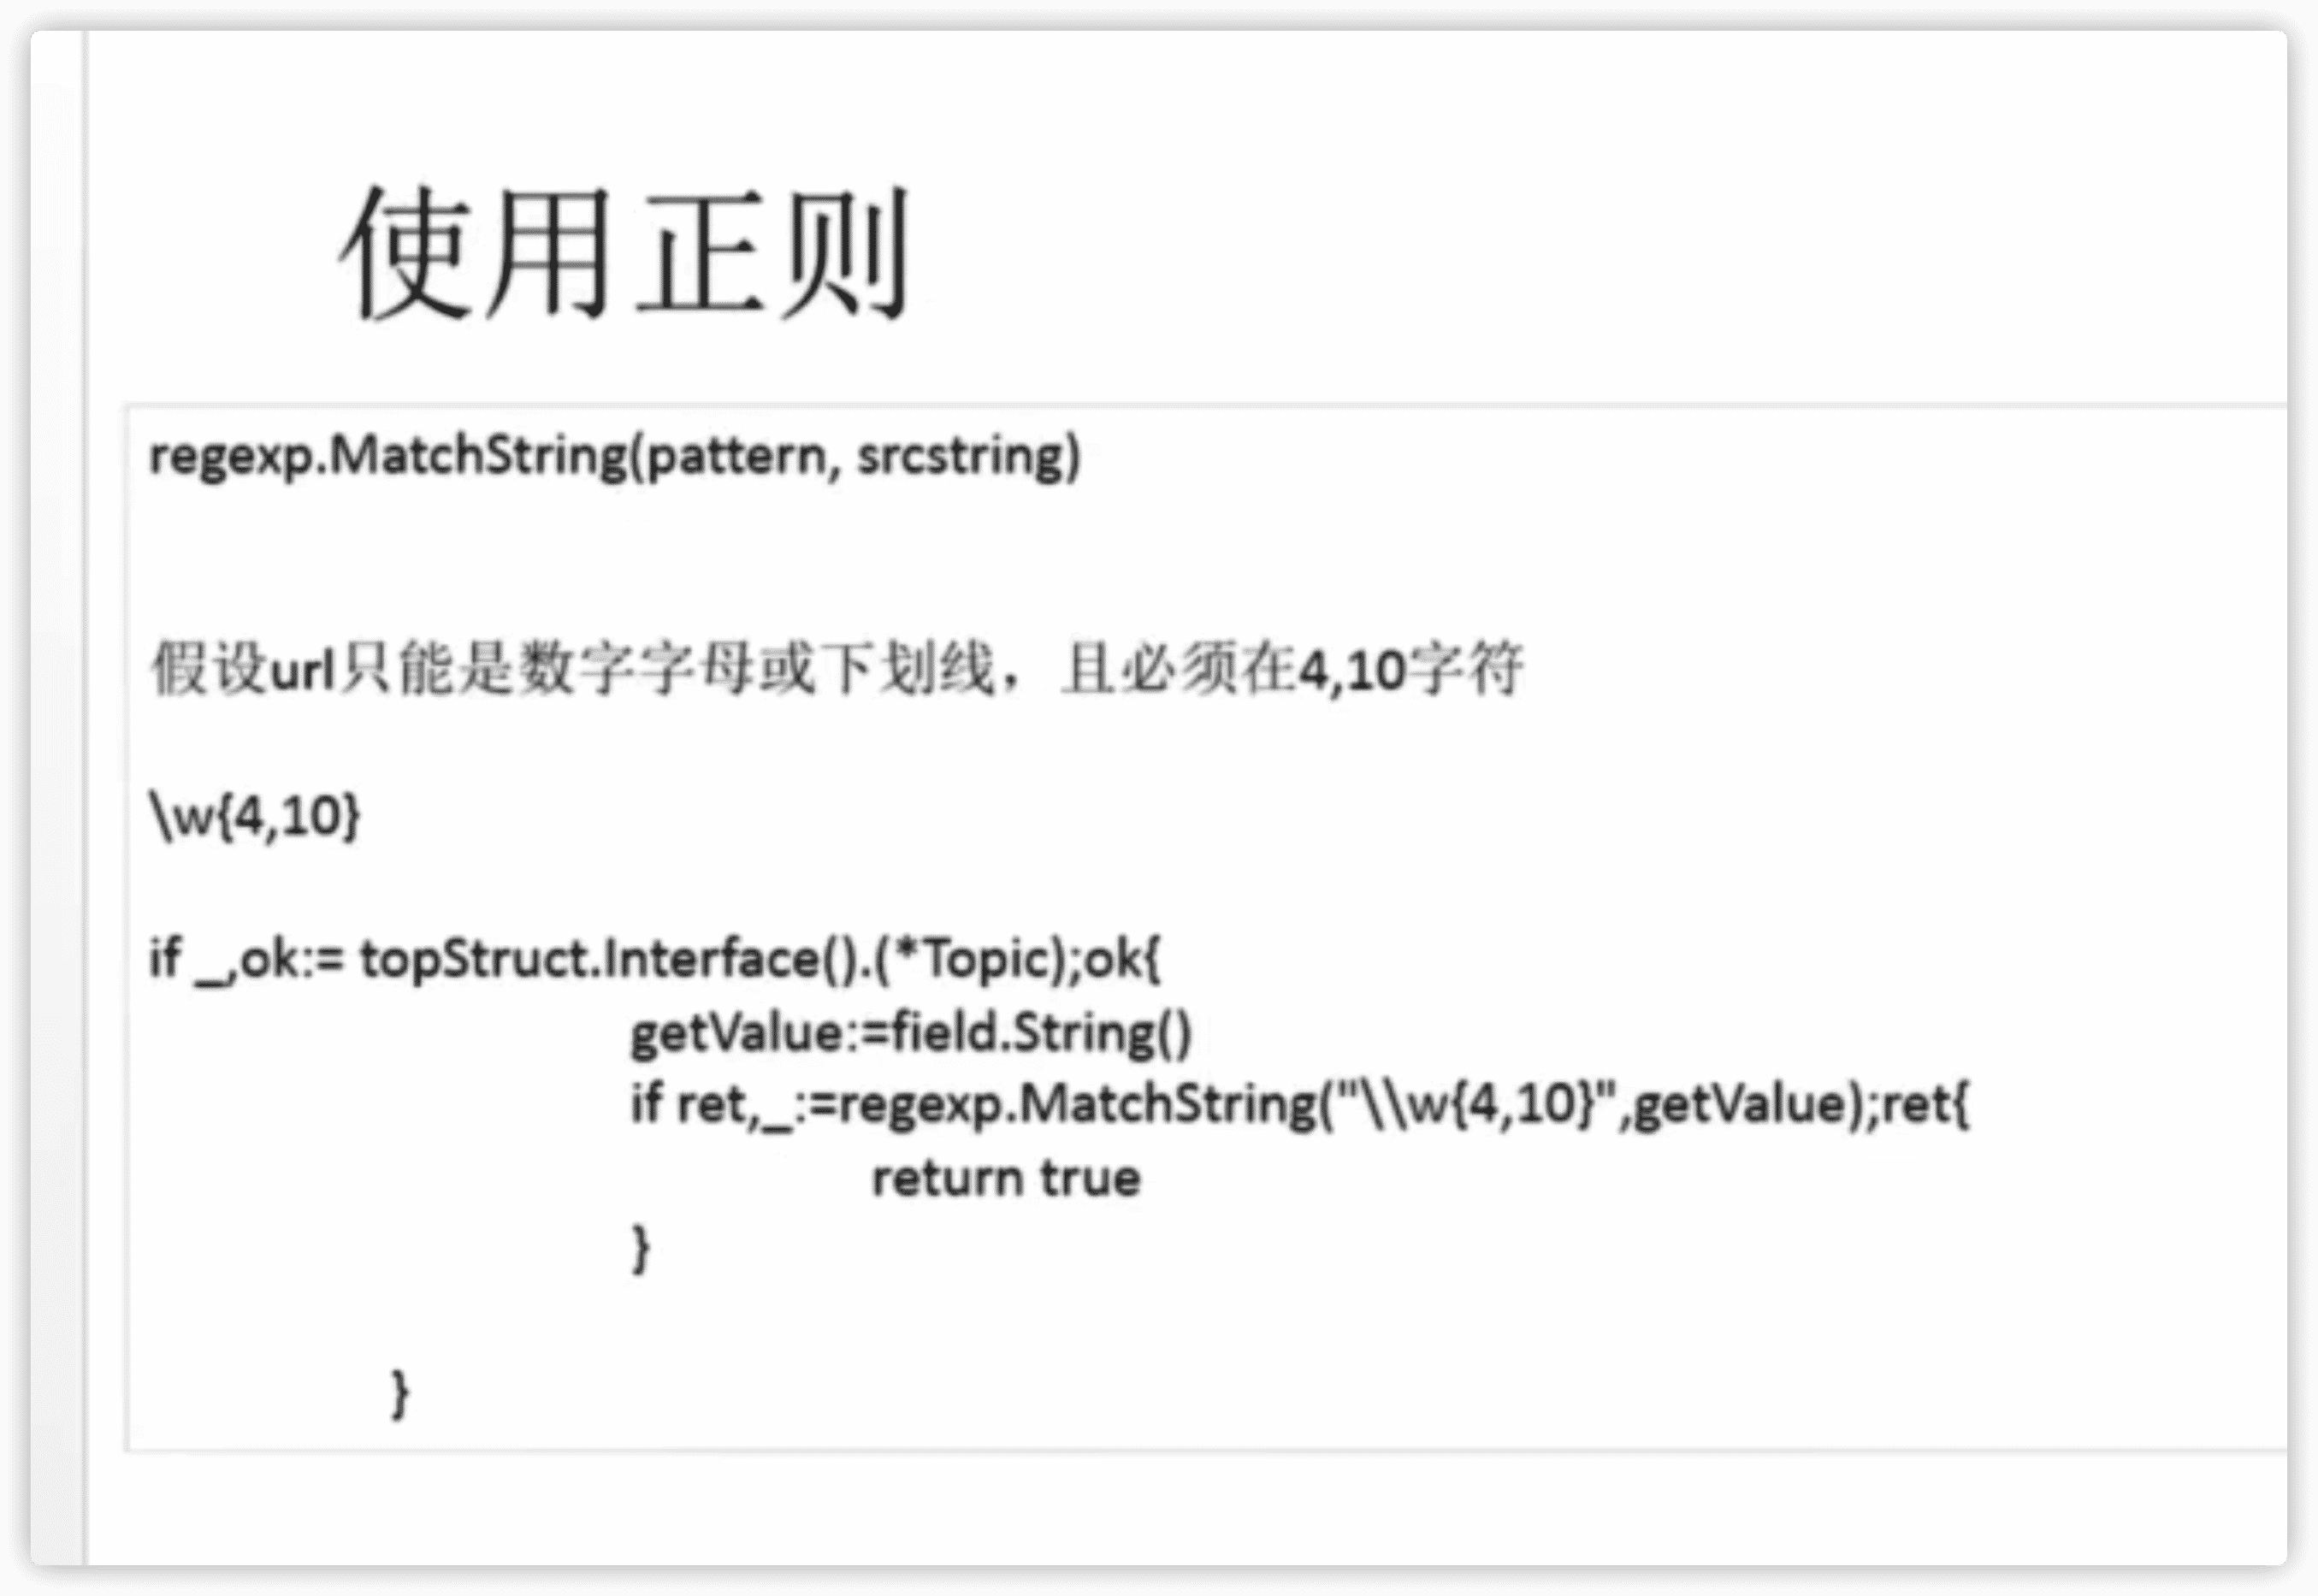 使用正则
regexp.MatchString(pattern, srcstring)
假设url只能是数字字母或下划线，且必须在4,10字符
\w{4,10}
if _,ok:= topStruct.Interface().(*Topic);ok{
getValue:=field.String()
if ret,_:=regexp.MatchString("\\w{4,10}",getValue);ret{
return true
}
}